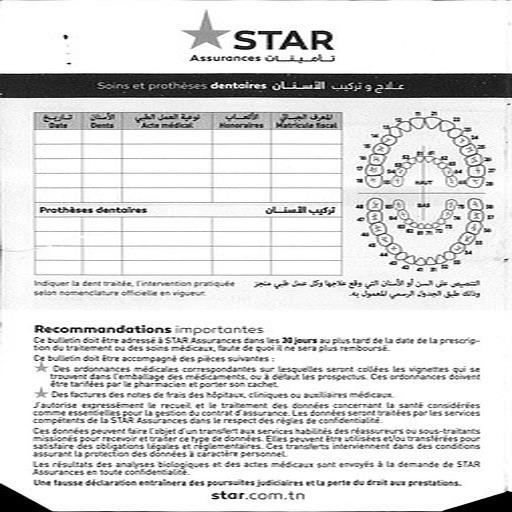 STAR
Assurances تأمينات
Soins et prothèses dentaires علاج و تركيب الأسنان
تاريخ الأسنان نوعية العمل الطبي الأتعاب المعرف الجبائي
Date Dents Acte médical Honoraires Matricule fiscal
Prothèses dentaires تركيب الأسنان
HAUT
BAS
Indiquer la dent traitée, l'intervention pratiquée
selon nomenclature officielle en vigueur.
التنصيص على السن أو الأسنان التي وقع علاجها وكل عمل طبي منجز
وذلك طبق الجدول الرسمي المعمول به.
Recommandations importantes
Ce bulletin doit être adressé à STAR Assurances dans les 30 jours au plus tard de la date de la prescrip-
tion du traitement ou des soins médicaux, faute de quoi il ne sera plus remboursé.
Ce bulletin doit être accompagné des pièces suivantes :
Des ordonnances médicales correspondantes sur lesquelles seront collées les vignettes qui se
trouvent dans l'emballage des médicaments, ou à défaut les prospectus. Ces ordonnances doivent
être tarifées par le pharmacien et porter son cachet.
Des factures des notes de frais des hôpitaux, cliniques ou auxiliaires médicaux.
J'autorise expressément le recueil et le traitement des données concernant la santé considérées
comme essentielles pour la gestion du contrat d'assurance. Les données seront traitées par les services
compétents de la STAR Assurances dans le respect des règles de confidentialité.
Ces données peuvent faire l'objet d'un transfert aux services habilités des réassureurs ou sous-traitants
missionnés pour recevoir et traiter ce type de données. Elles peuvent être utilisées et/ou transférées pour
satisfaire des obligations légales et réglementaires. Ces transferts interviennent dans des conditions
assurant la protection des données à caractère personnel.
Les résultats des analyses biologiques et des actes médicaux sont envoyés à la demande de STAR
Assurances en toute confidentialité.
Une fausse déclaration entraînera des poursuites judiciaires et la perte du droit aux prestations.
star.com.tn